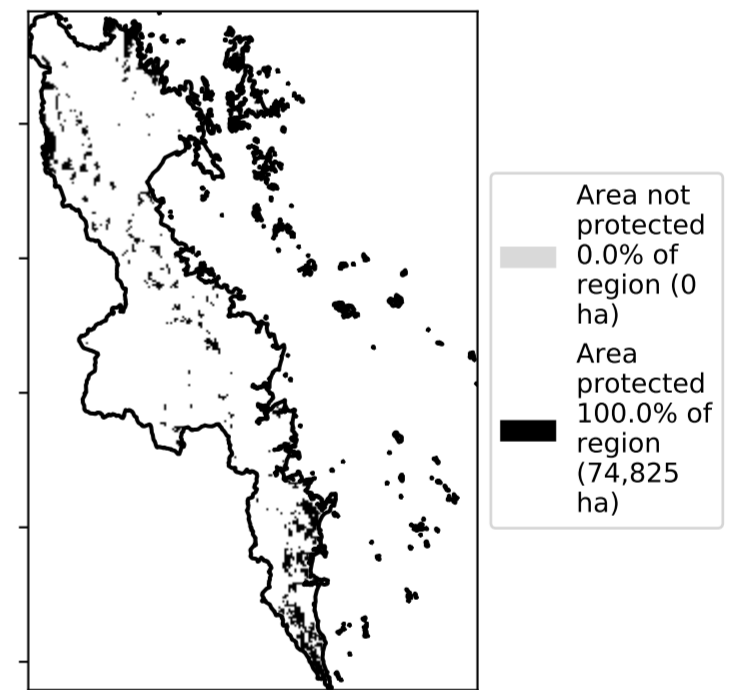 Area not
protected
0.0% of
region (0
ha)
Area
protected
100.0% of
region
(74,825
ha)